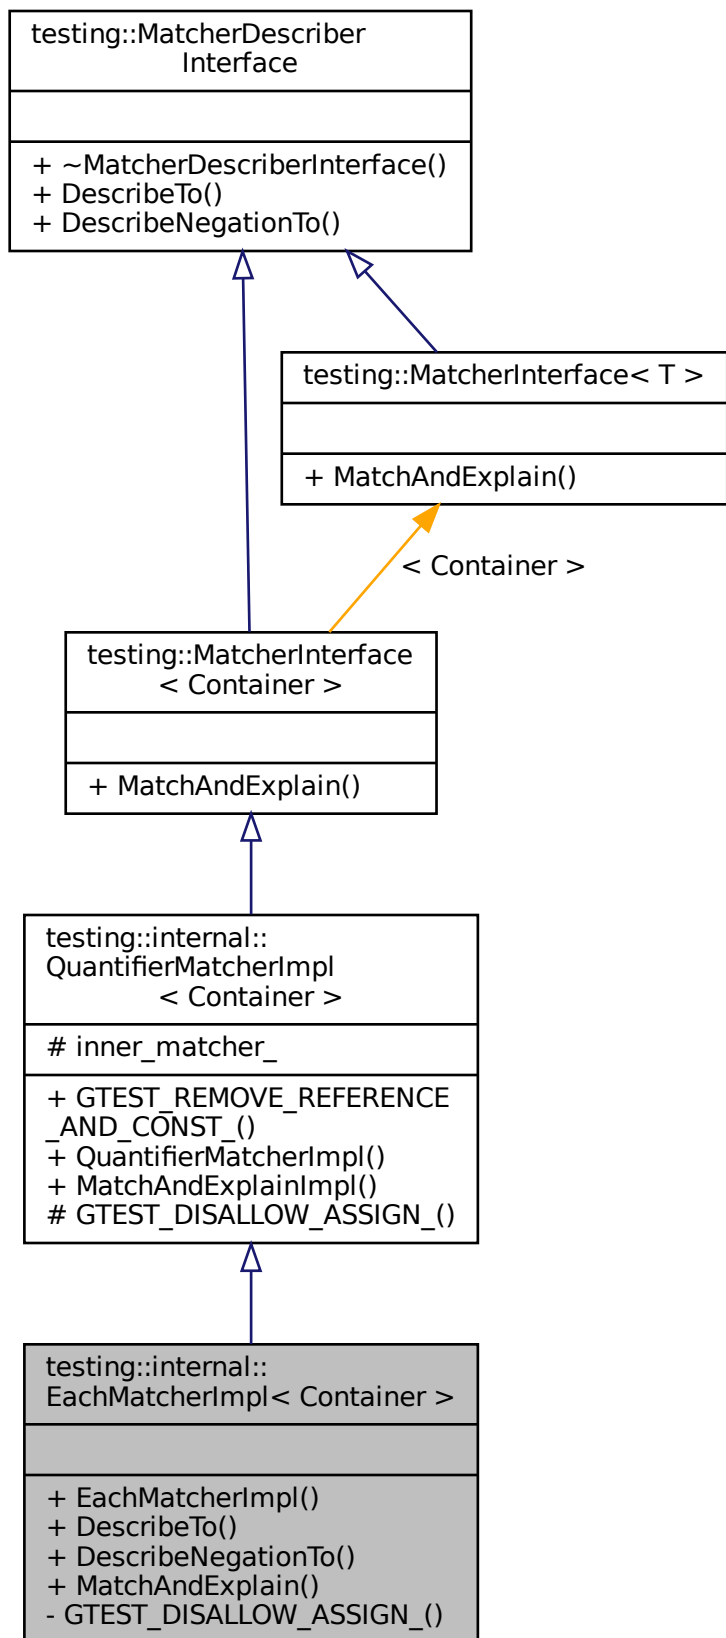 testing::MatcherDescriber
Interface
+ ~MatcherDescriberInterface()
+ DescribeTo()
+ DescribeNegationTo()
testing::MatcherInterface< T >
+ MatchAndExplain()
< Container >
testing::MatcherInterface
< Container >
+ MatchAndExplain()
testing::internal::
QuantifierMatcherImpl
< Container >
# inner_matcher_
+ GTEST_REMOVE_REFERENCE
_AND_CONST_()
+ QuantifierMatcherImpl()
+ MatchAndExplainImpl()
# GTEST_DISALLOW_ASSIGN_()
testing::internal::
EachMatcherImpl< Container >
+ EachMatcherImpl()
+ DescribeTo()
+ DescribeNegationTo()
+ MatchAndExplain()
- GTEST_DISALLOW_ASSIGN_()